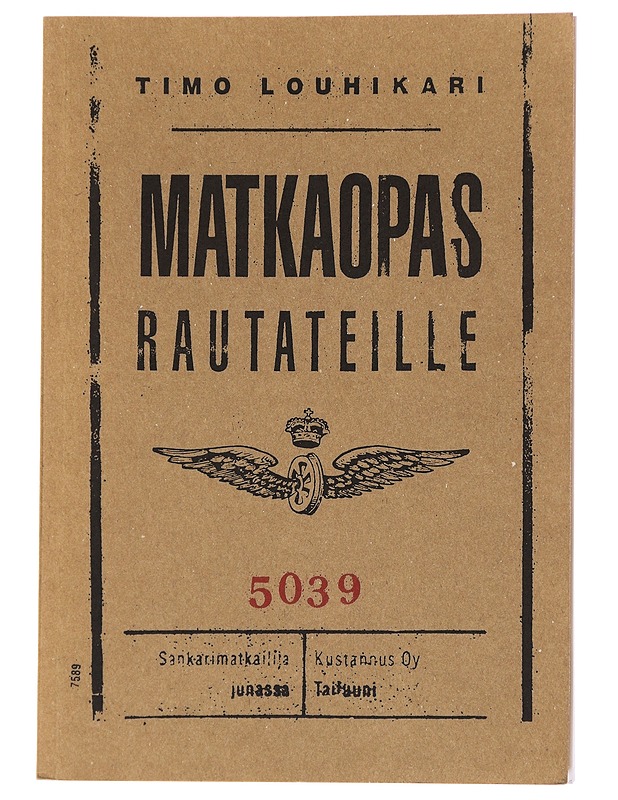 TIMO LOUHIKARI
MATKAOPAS
RAUTATEILLE
5039
Sankarimatkailija
junassa
Kustannus Oy
Taifuuni
7589